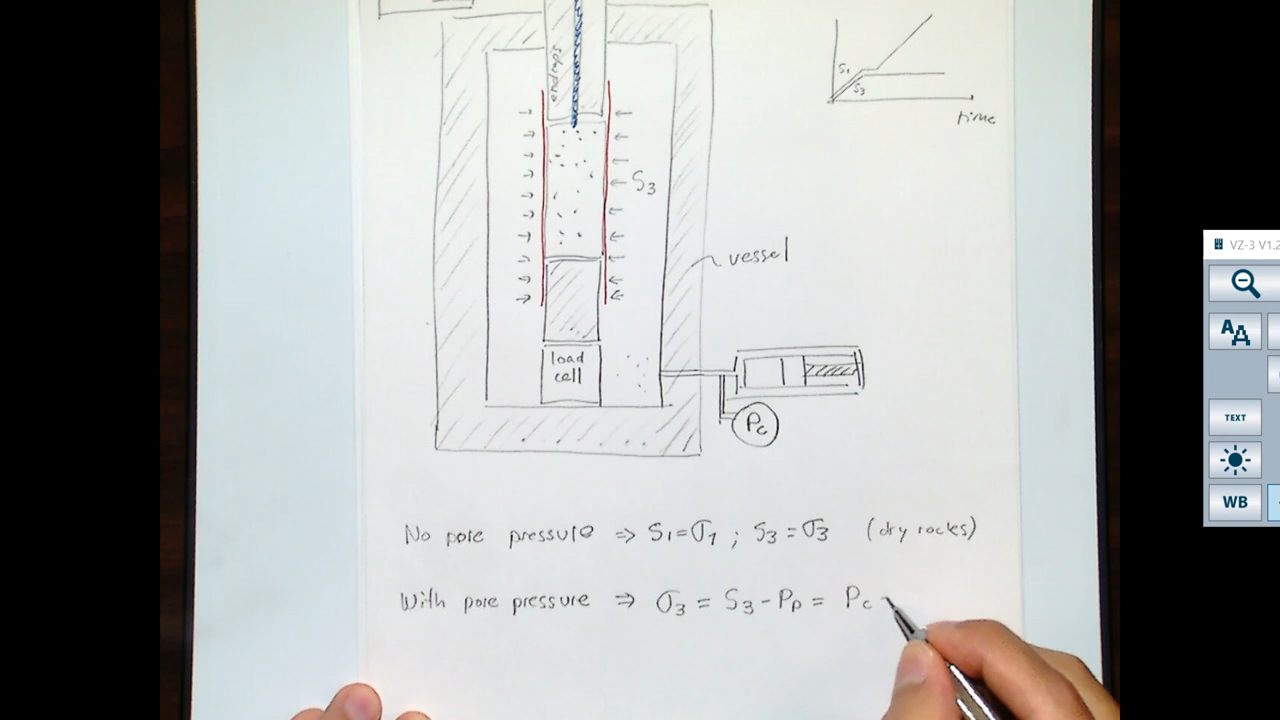 endcaps
S₁
S₃
time
S₃
vessel
load
cell
Pc
No pore pressure ⇒ S₁=σ₁ ; S₃=σ₃ (dry rocks)
With pore pressure ⇒ σ₃ = S₃-Pp = Pc -
VZ-3 V1.2
AA
TEXT
WB